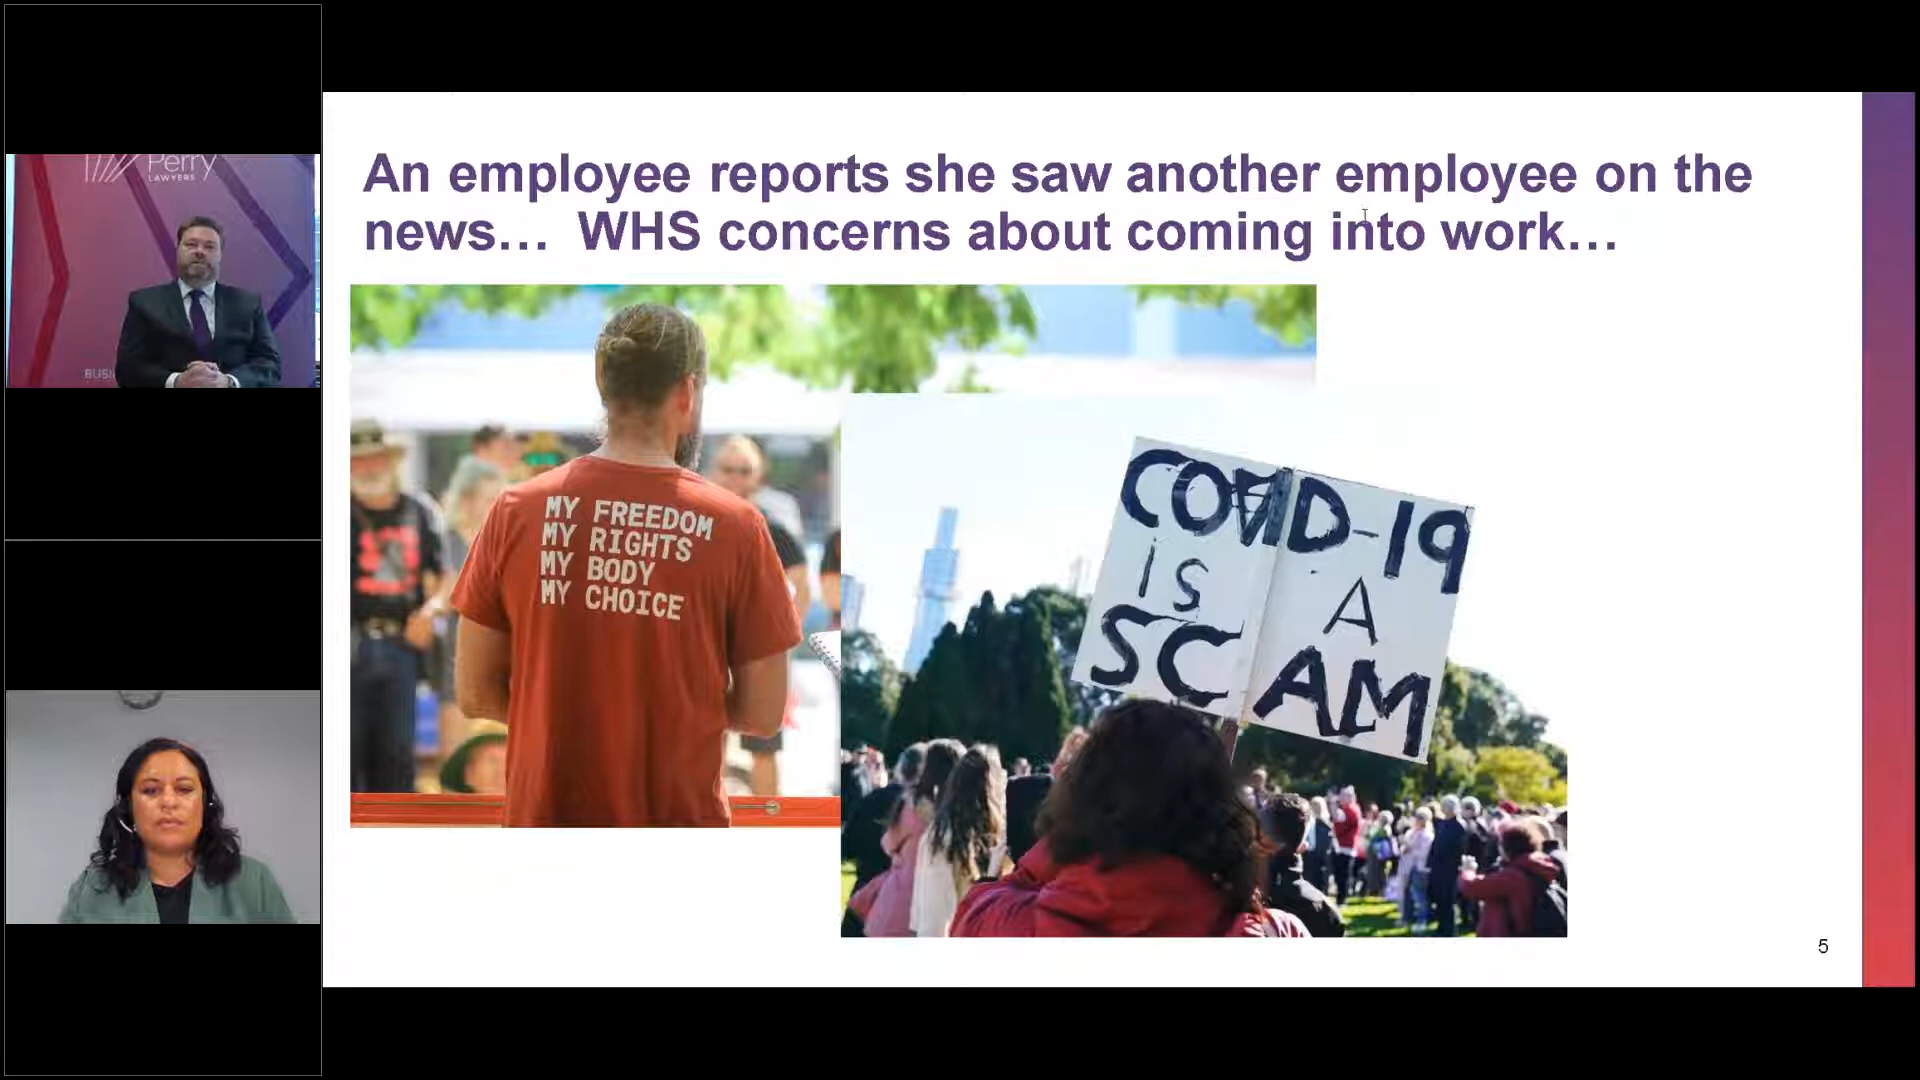 Perry
LAWYERS
BUSI
An employee reports she saw another employee on the
news… WHS concerns about coming into work…
MY FREEDOM
MY RIGHTS
MY BODY
MY CHOICE
COVID-19
is A
SCAM
5